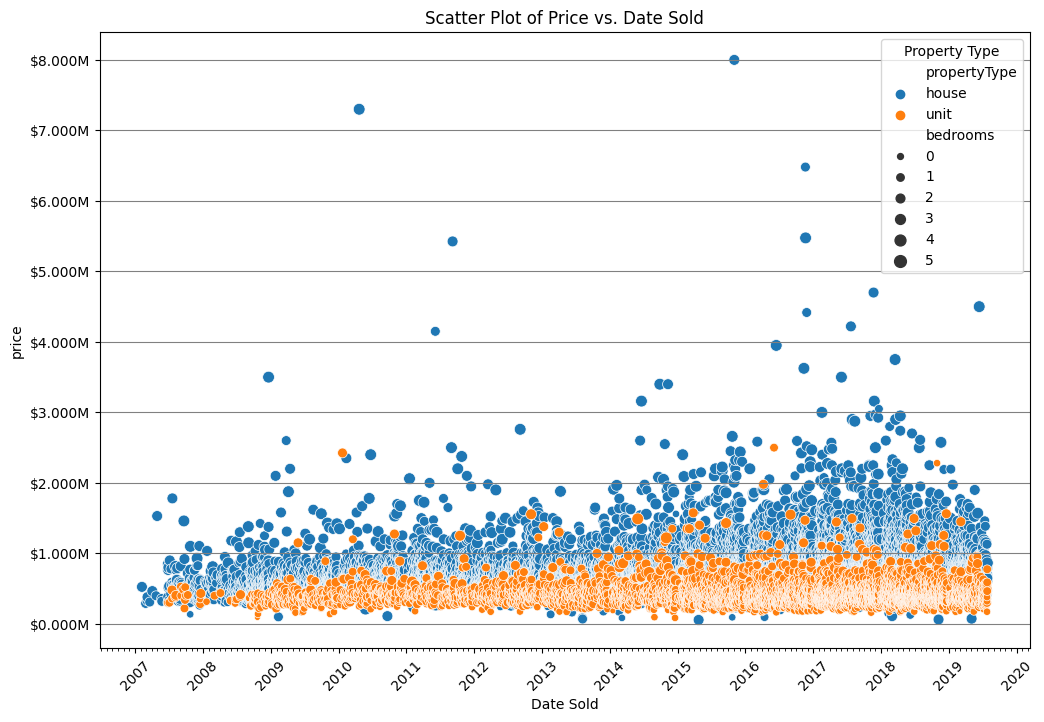 Scatter Plot of Price vs. Date Sold
$8.000M
$7.000M
$6.000M
$5.000M
$4.000M
$3.000M
$2.000M
$1.000M
$0.000M
price
Property Type
propertyType
house
unit
bedrooms
0
1
2
3
4
5
2007
2008
2009
2010
2011
2012
2013
2014
2015
2016
2017
2018
2019
2020
Date Sold